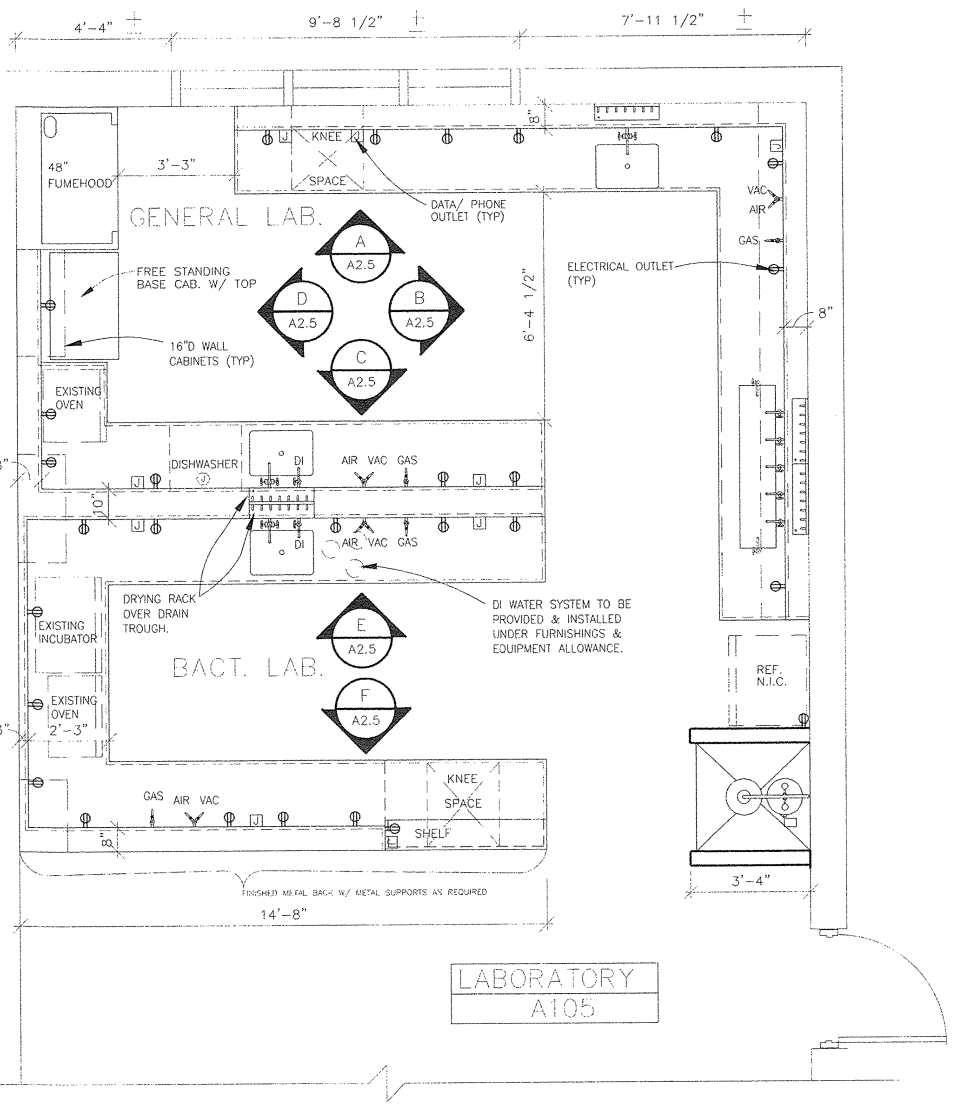 4'-4" ±
9'-8 1/2" ±
7'-11 1/2" ±
8"
J
KNEE
J
SPACE
J
48"
FUMEHOOD
3'-3"
DATA/ PHONE
OUTLET (TYP)
VAC
AIR
GAS
GENERAL LAB.
A
A2.5
D
A2.5
B
A2.5
C
A2.5
FREE STANDING
BASE CAB. W/ TOP
16"D WALL
CABINETS (TYP)
6'-4 1/2"
ELECTRICAL OUTLET
(TYP)
8"
EXISTING
OVEN
DISHWASHER
J
J
DI
AIR VAC GAS
J
10"
J
DI
AIR VAC GAS
J
DRYING RACK
OVER DRAIN
TROUGH.
DI WATER SYSTEM TO BE
PROVIDED & INSTALLED
UNDER FURNISHINGS &
EQUIPMENT ALLOWANCE.
EXISTING
INCUBATOR
E
A2.5
BACT. LAB.
F
A2.5
EXISTING
OVEN
2'-3"
REF.
N.I.C.
KNEE
SPACE
GAS AIR VAC
J
SHELF
8"
FINISHED METAL BACK W/ METAL SUPPORTS AS REQUIRED
14'-8"
3'-4"
LABORATORY
A105